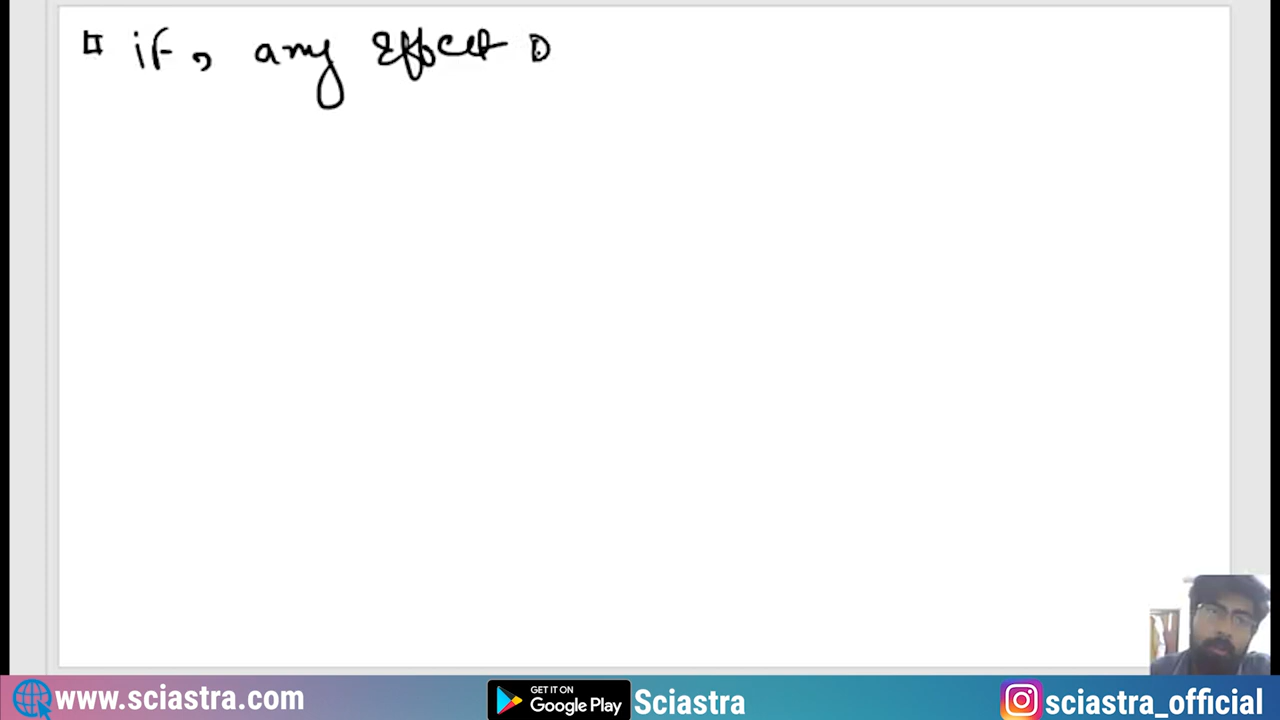 if, any effect D
www.sciastra.com
GET IT ON
Google Play
Sciastra
sciastra_official